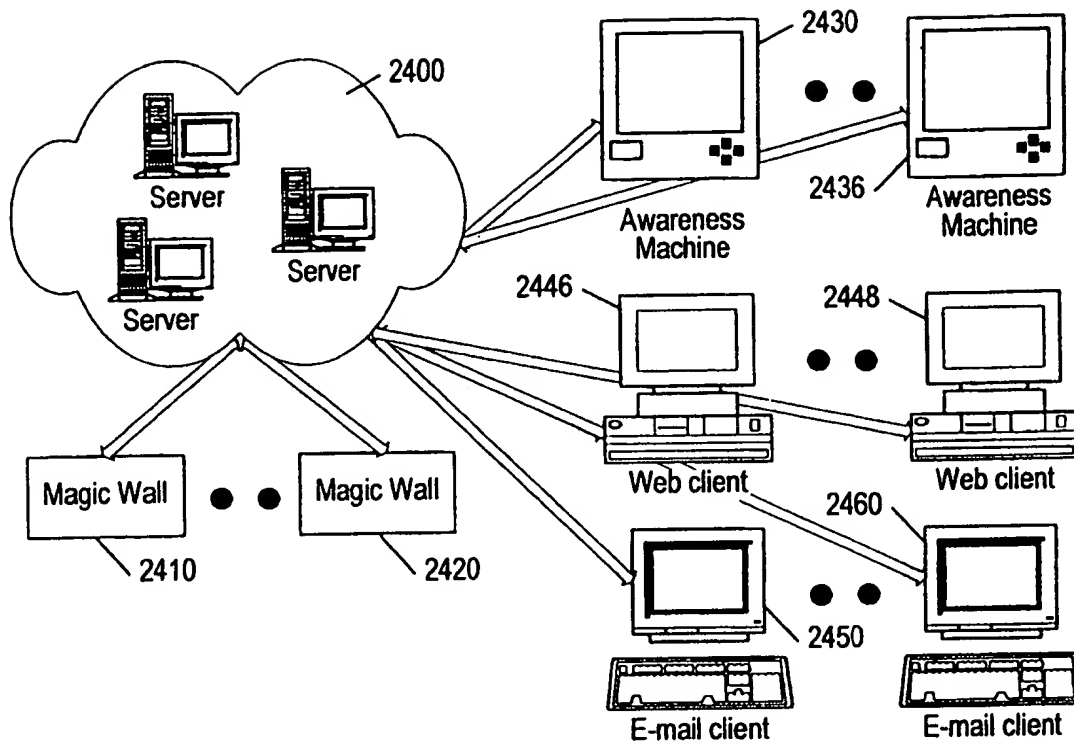 2430
2400
Server
Server
Server
2436
Awareness
Machine
Awareness
Machine
2446
2448
Web client
Web client
Magic Wall
Magic Wall
2410
2420
2460
2450
E-mail client
E-mail client